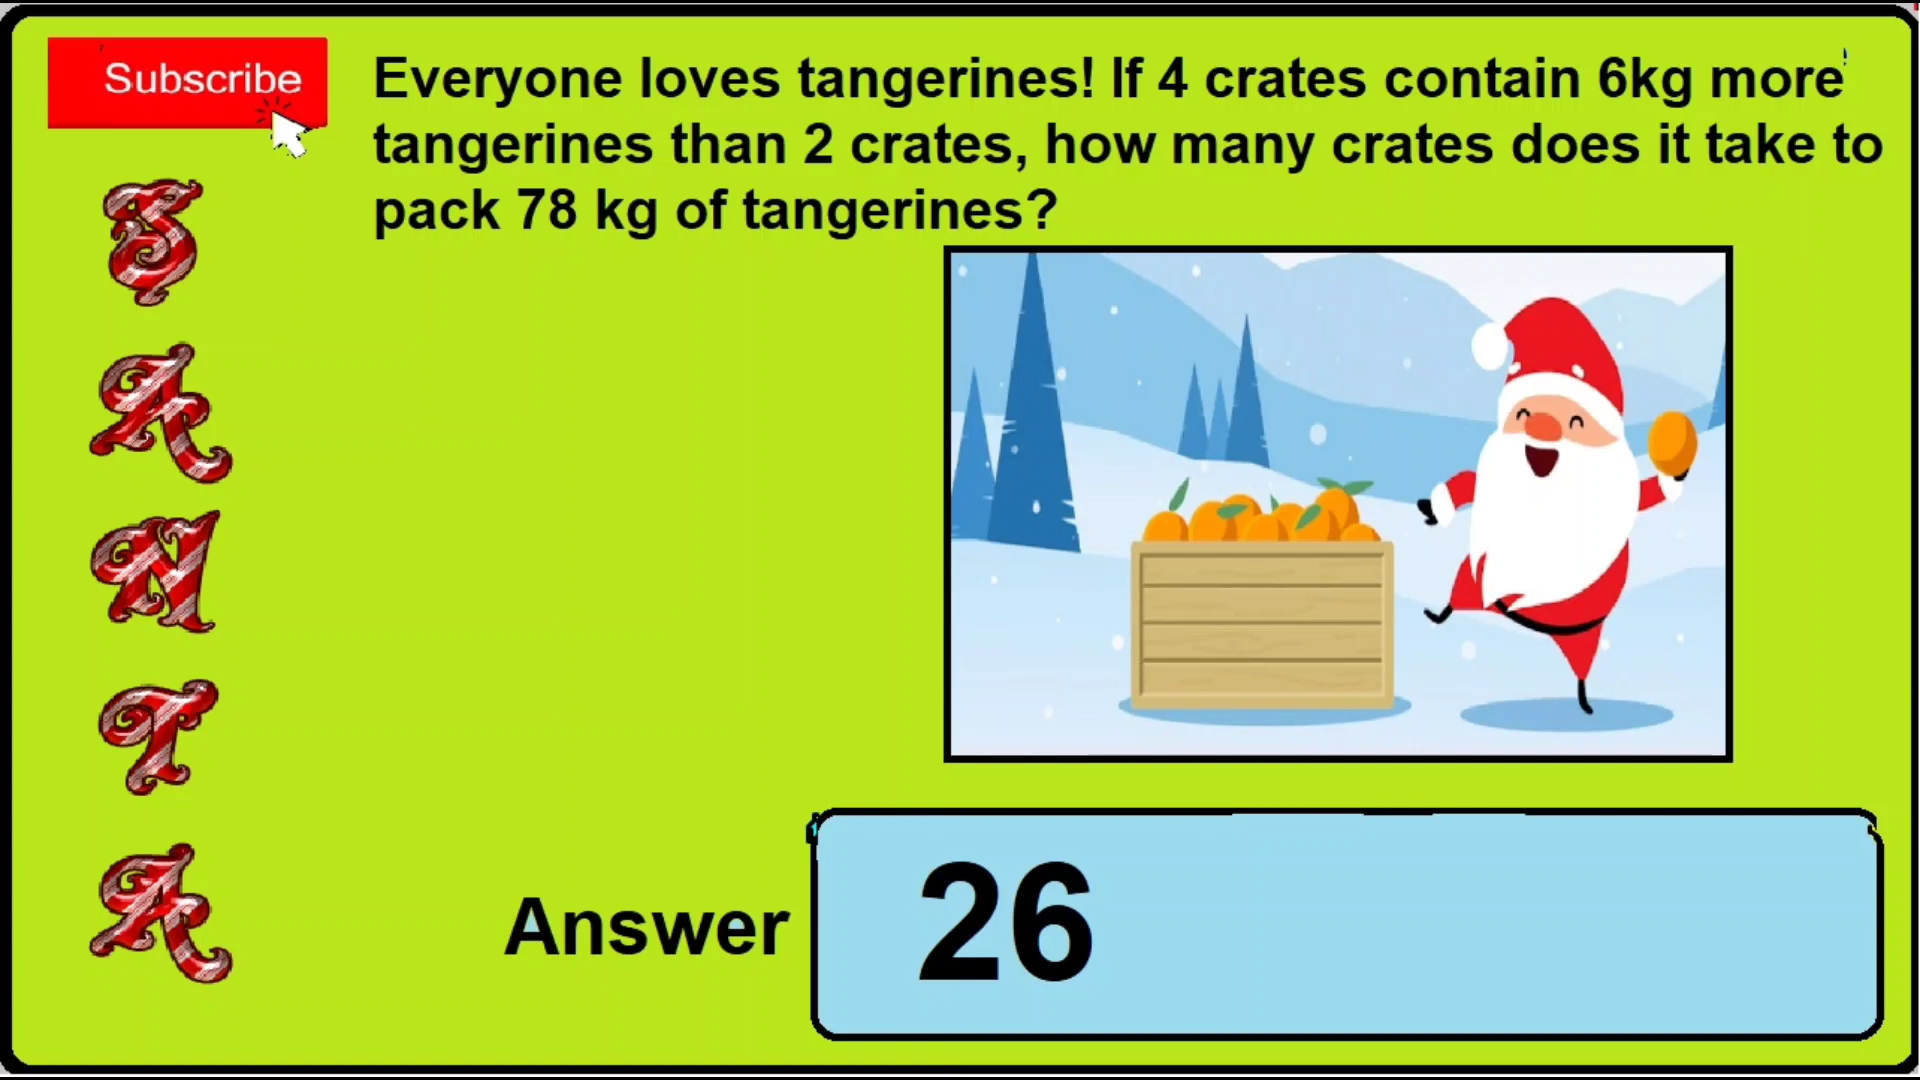 Subscribe
Everyone loves tangerines! If 4 crates contain 6kg more
tangerines than 2 crates, how many crates does it take to
pack 78 kg of tangerines?
S
A
N
T
A
Answer
26